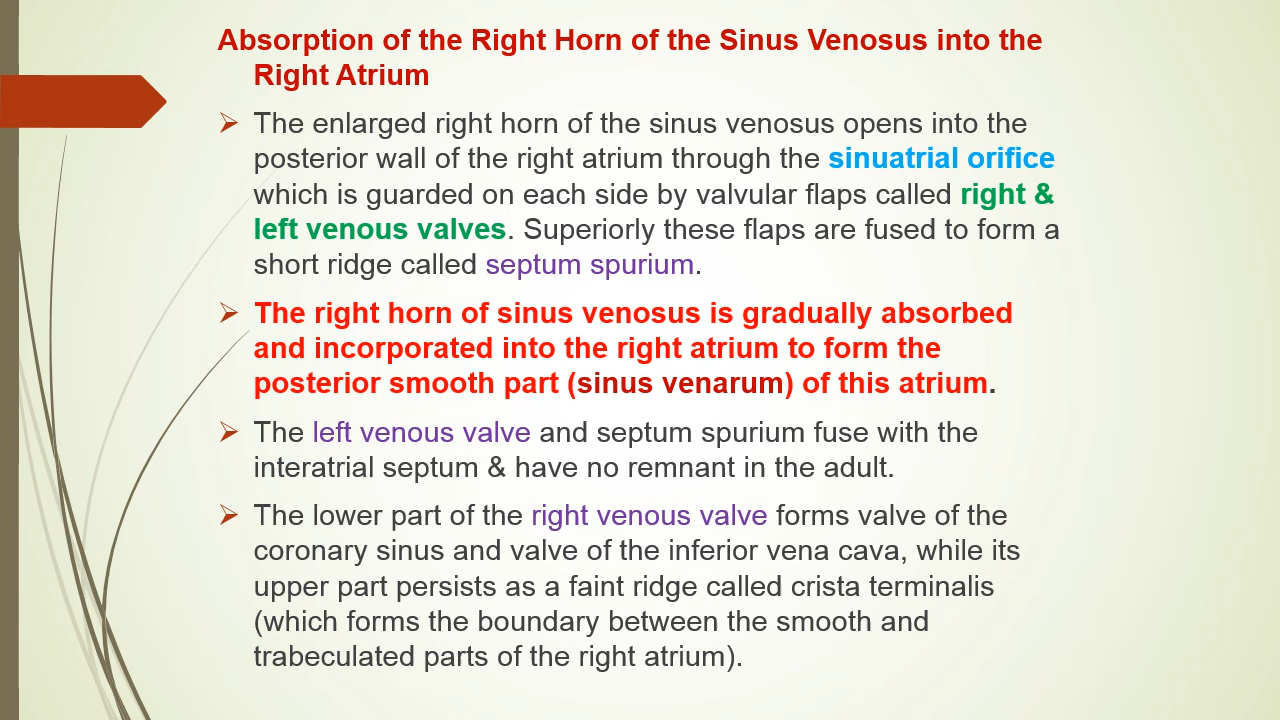 Absorption of the Right Horn of the Sinus Venosus into the
Right Atrium
The enlarged right horn of the sinus venosus opens into the
posterior wall of the right atrium through the sinuatrial orifice
which is guarded on each side by valvular flaps called right &
left venous valves. Superiorly these flaps are fused to form a
short ridge called septum spurium.
The right horn of sinus venosus is gradually absorbed
and incorporated into the right atrium to form the
posterior smooth part (sinus venarum) of this atrium.
The left venous valve and septum spurium fuse with the
interatrial septum & have no remnant in the adult.
The lower part of the right venous valve forms valve of the
coronary sinus and valve of the inferior vena cava, while its
upper part persists as a faint ridge called crista terminalis
(which forms the boundary between the smooth and
trabeculated parts of the right atrium).